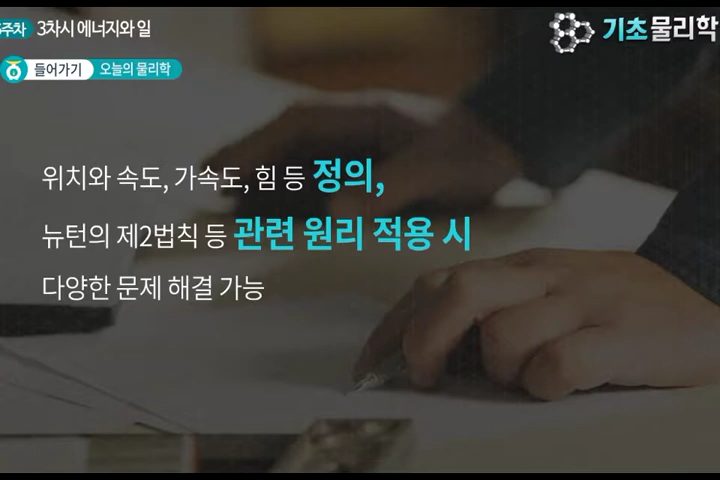 주차
3차시 에너지와 일
기초물리학
들어가기
오늘의 물리학
위치와 속도, 가속도, 힘 등 정의,
뉴턴의 제2법칙 등 관련 원리 적용 시
다양한 문제 해결 가능